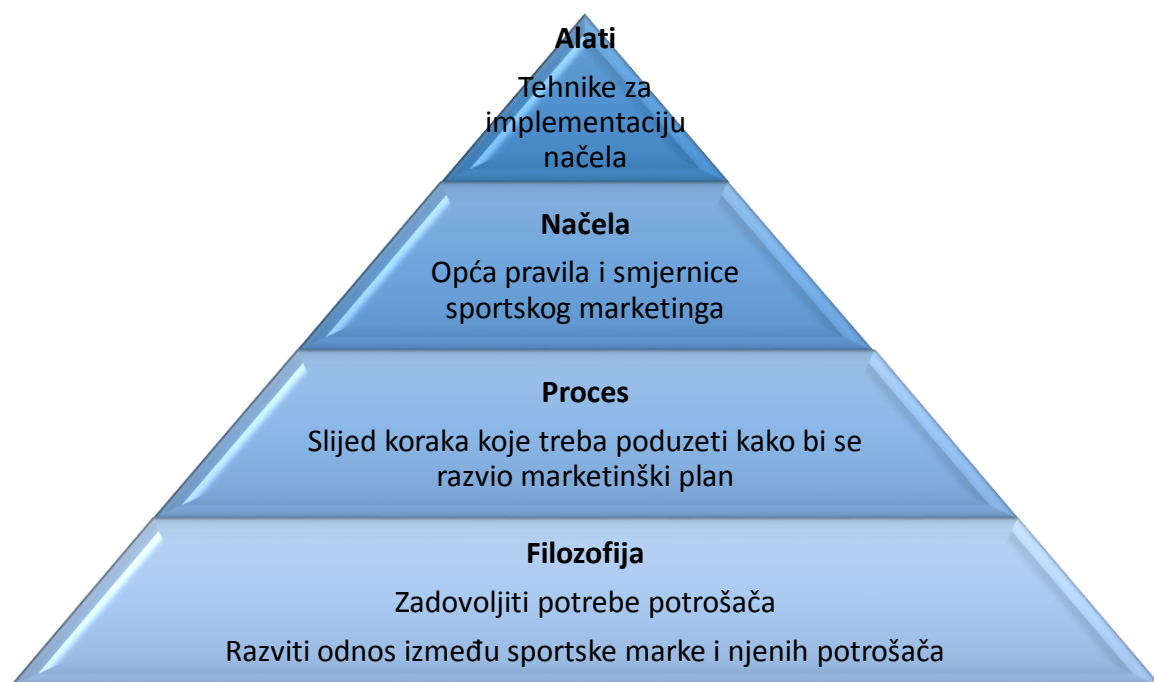 Alati
Tehnike za
implementaciju
načela
Načela
Opća pravila i smjernice
sportskog marketinga
Proces
Slijed koraka koje treba poduzeti kako bi se
razvio marketinški plan
Filozofija
Zadovoljiti potrebe potrošača
Razviti odnos između sportske marke i njenih potrošača